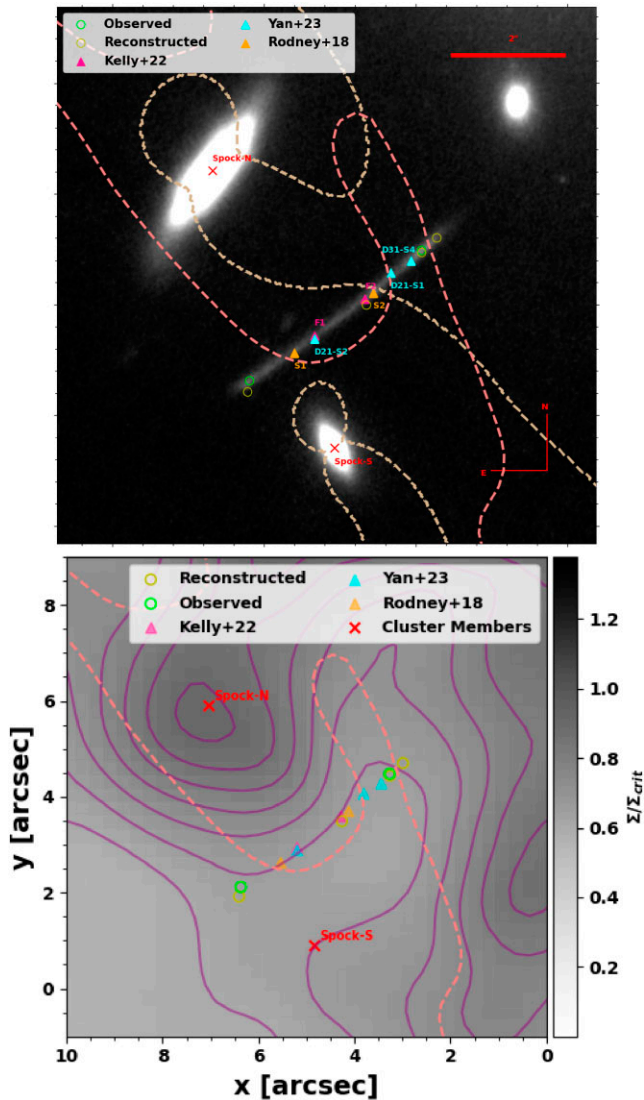 Observed
Reconstructed
Kelly+22
Yan+23
Rodney+18
2"
Spock-N
D31-S4
D21-S1
S2
F1
D21-S2
S1
Spock-S
N
E
Reconstructed
Observed
Kelly+22
Yan+23
Rodney+18
Cluster Members
Spock-N
Spock-S
8
6
4
2
0
y [arcsec]
10 8 6 4 2 0
x [arcsec]
1.2
1.0
0.8
0.6
0.4
0.2
Σ/Σcrit